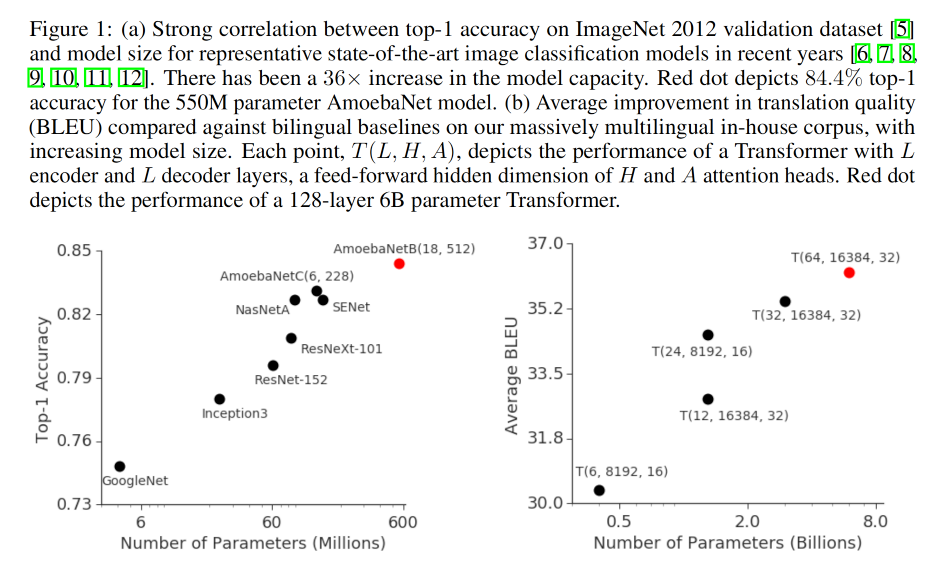 Figure 1: (a) Strong correlation between top-1 accuracy on ImageNet 2012 validation dataset [5]
and model size for representative state-of-the-art image classification models in recent years [6, 7, 8,
9, 10, 11, 12]. There has been a 36× increase in the model capacity. Red dot depicts 84.4% top-1
accuracy for the 550M parameter AmoebaNet model. (b) Average improvement in translation quality
(BLEU) compared against bilingual baselines on our massively multilingual in-house corpus, with
increasing model size. Each point, T(L, H, A), depicts the performance of a Transformer with L
encoder and L decoder layers, a feed-forward hidden dimension of H and A attention heads. Red dot
depicts the performance of a 128-layer 6B parameter Transformer.
Top-1 Accuracy
0.85
0.82
0.79
0.76
0.73
AmoebaNetB(18, 512)
AmoebaNetC(6, 228)
NasNetA
SENet
ResNeXt-101
ResNet-152
Inception3
GoogleNet
6
60
600
Number of Parameters (Millions)
Average BLEU
37.0
35.2
33.5
31.8
30.0
T(64, 16384, 32)
T(32, 16384, 32)
T(24, 8192, 16)
T(12, 16384, 32)
T(6, 8192, 16)
0.5
2.0
8.0
Number of Parameters (Billions)